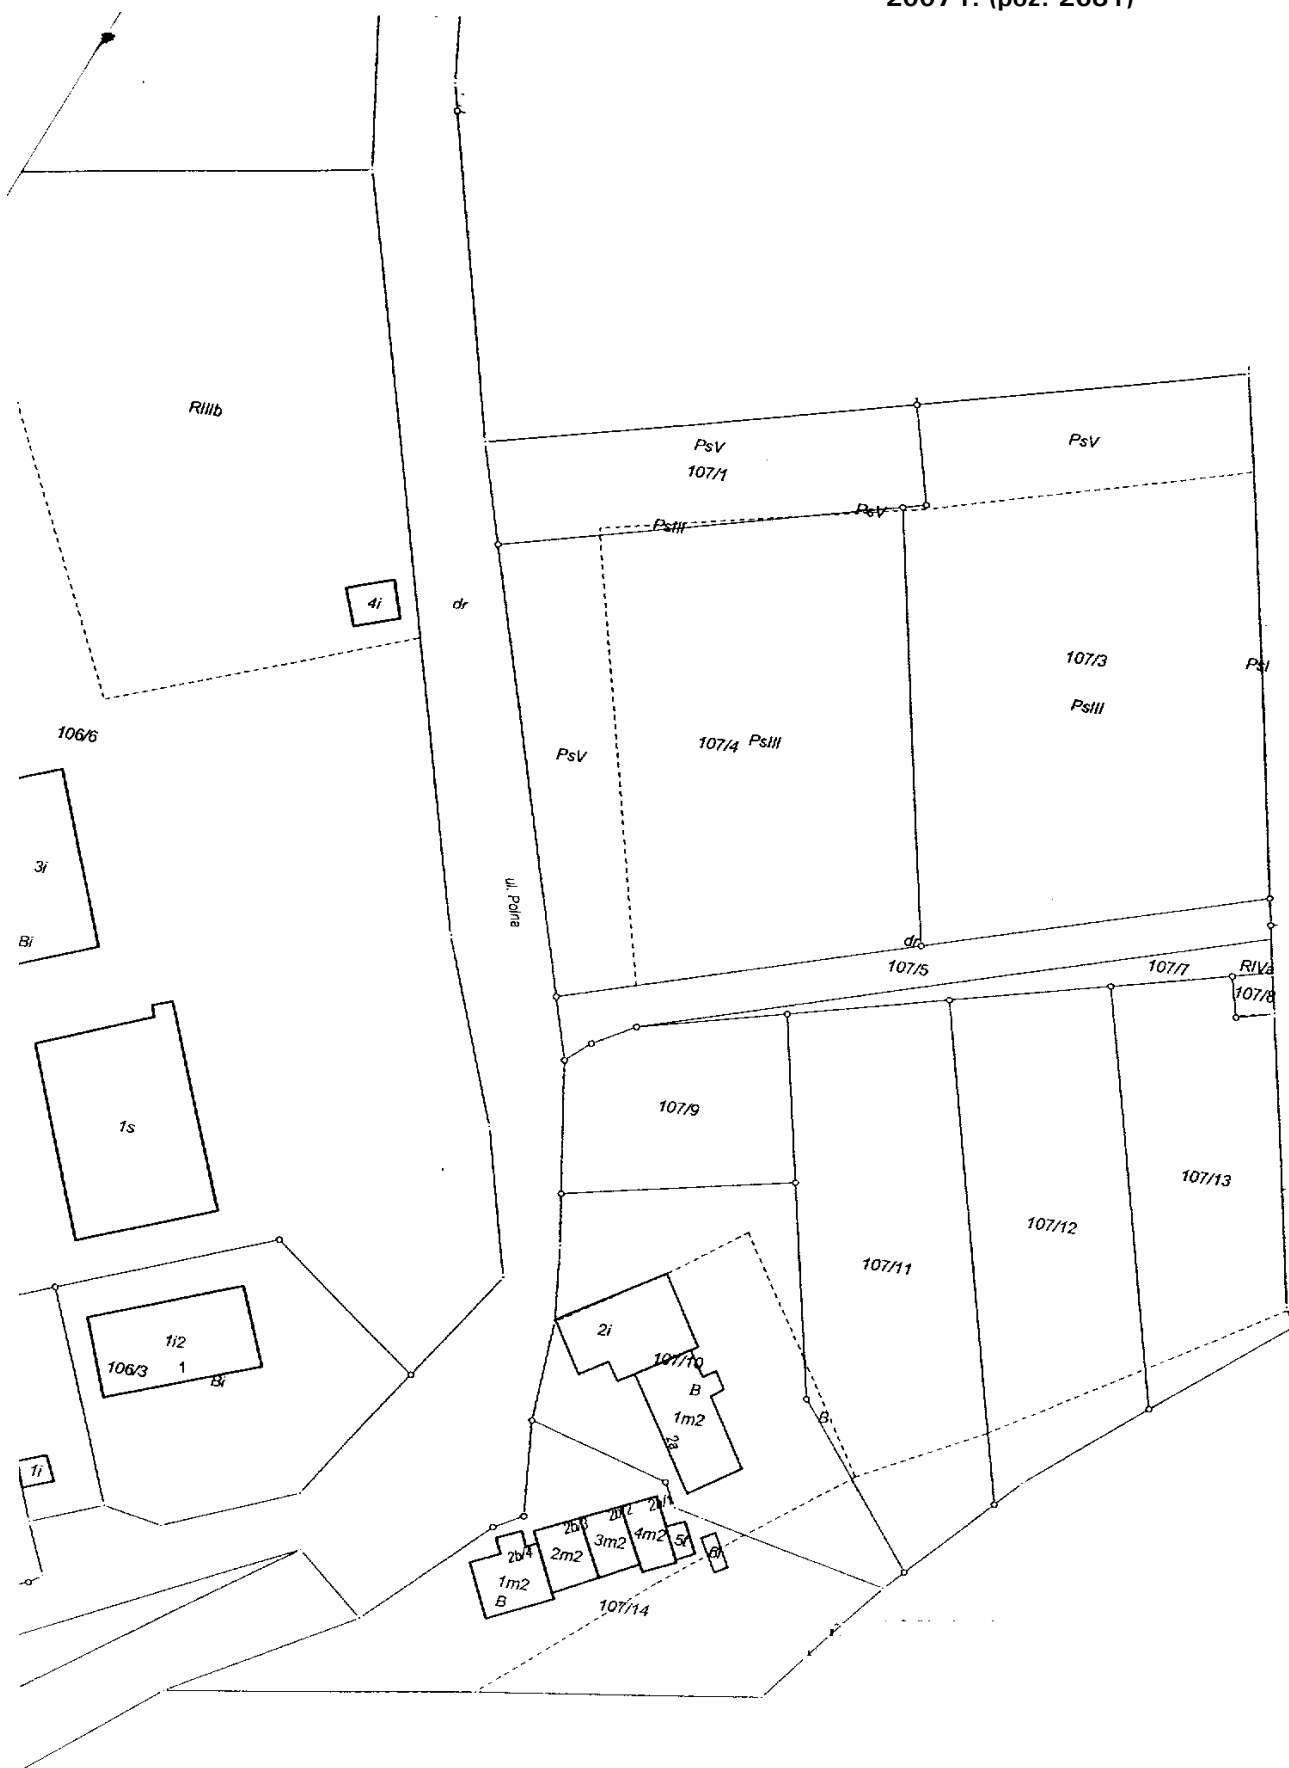 2007 r. (poz. 2681)
RIIIb
PsV
107/1
PsV
PsIII
PsV
4i
dr
107/3
PsI
PsIII
106/6
107/4 PsIII
PsV
3i
ul. Polna
Bi
dr
107/5
107/7
RIVa
107/8
107/9
1s
107/13
107/12
107/11
2i
1i2
106/3
1
Bi
107/10
B
1m2
2a
B
1i
2b/1
2b/2
2b/3
4m2
3m2
2m2
2b/4
1m2
B
107/14